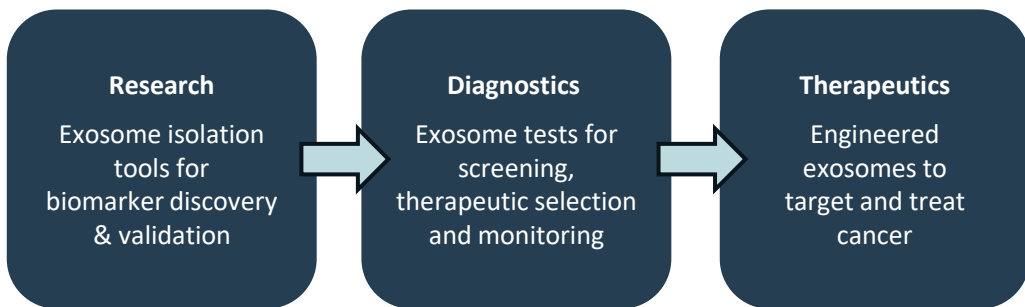 Research
Exosome isolation
tools for
biomarker discovery
& validation
Diagnostics
Exosome tests for
screening,
therapeutic selection
and monitoring
Therapeutics
Engineered
exosomes to
target and treat
cancer